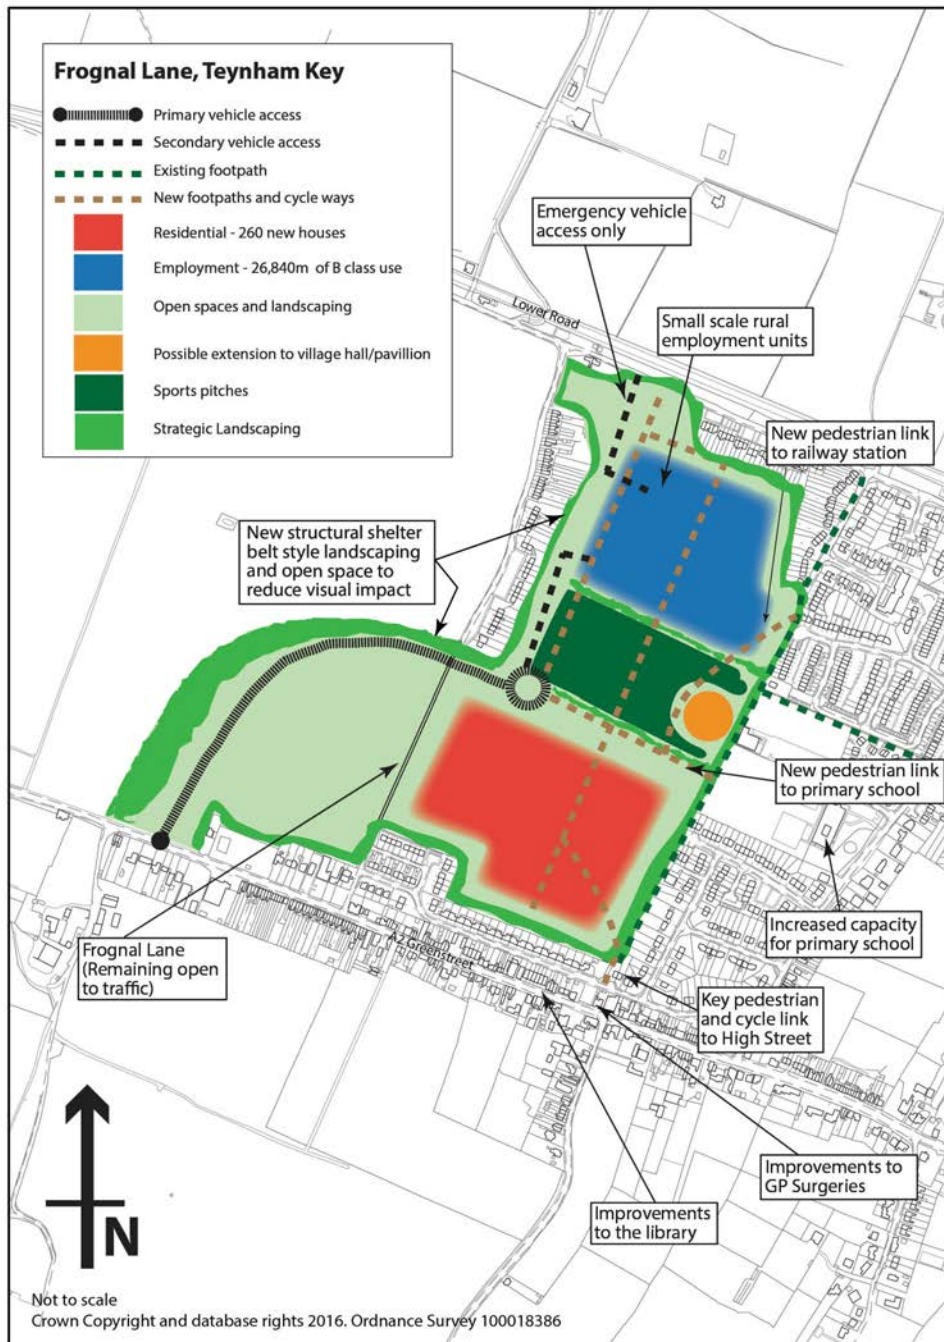 Frognal Lane, Teynham Key
Primary vehicle access
Secondary vehicle access
Existing footpath
New footpaths and cycle ways
Residential - 260 new houses
Employment - 26,840m of B class use
Open spaces and landscaping
Possible extension to village hall/pavillion
Sports pitches
Strategic Landscaping
Emergency vehicle
access only
Lower Road
Small scale rural
employment units
New pedestrian link
to railway station
New structural shelter
belt style landscaping
and open space to
reduce visual impact
New pedestrian link
to primary school
Increased capacity
for primary school
Frognal Lane
(Remaining open
to traffic)
A2 Greenstreet
Key pedestrian
and cycle link
to High Street
Improvements to
GP Surgeries
Improvements
to the library
N
Not to scale
Crown Copyright and database rights 2016. Ordnance Survey 100018386